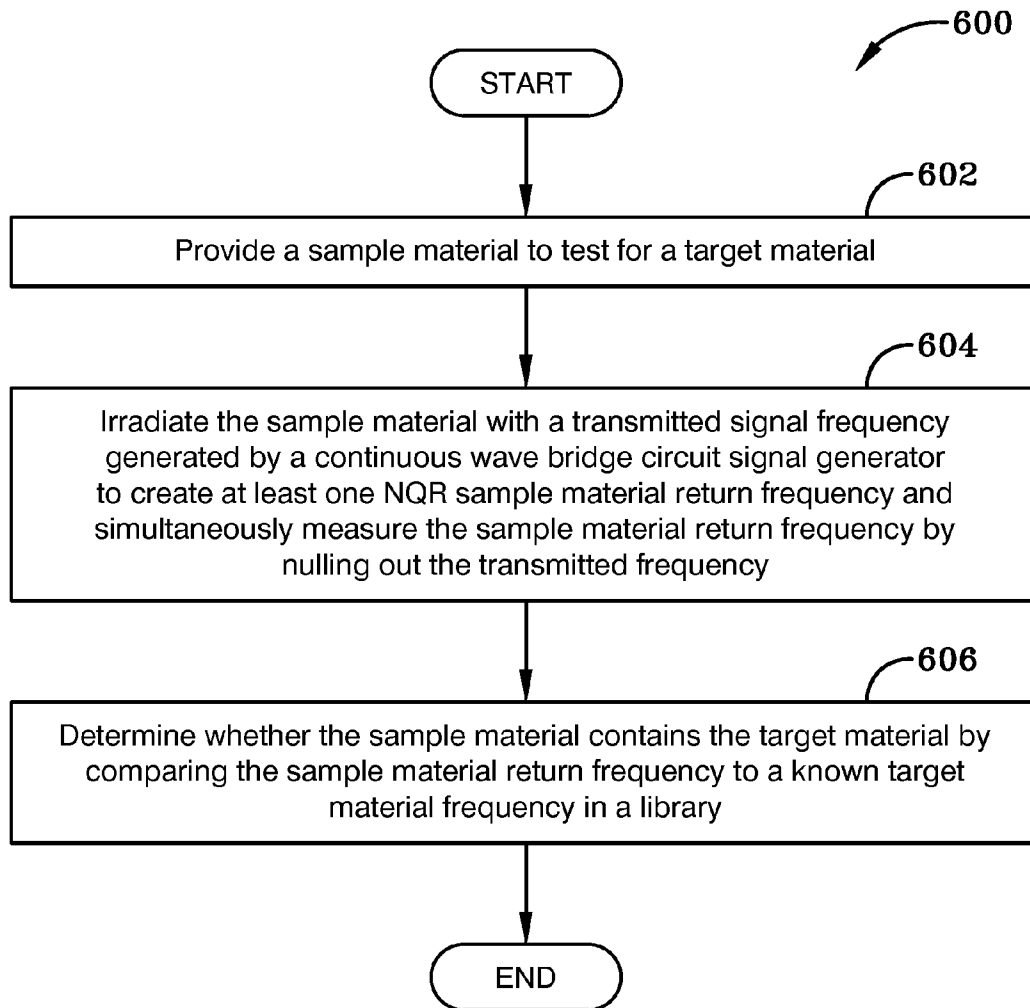 600
START
602
Provide a sample material to test for a target material
604
Irradiate the sample material with a transmitted signal frequency
generated by a continuous wave bridge circuit signal generator
to create at least one NQR sample material return frequency and
simultaneously measure the sample material return frequency by
nulling out the transmitted frequency
606
Determine whether the sample material contains the target material by
comparing the sample material return frequency to a known target
material frequency in a library
END